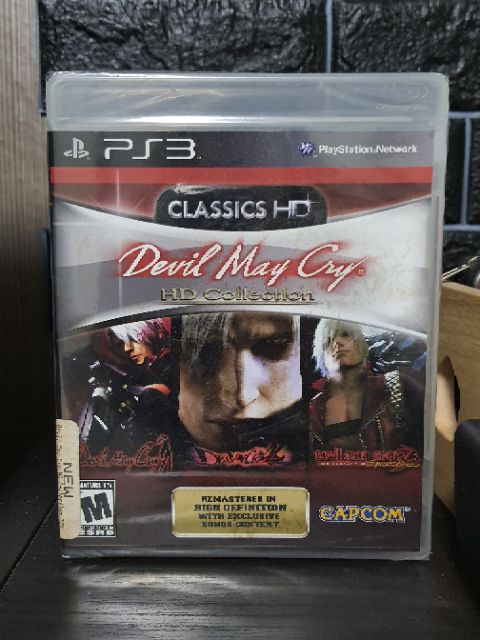 PS3
PlayStation Network
CLASSICS HD
Devil May Cry
HD Collection
Devil May Cry
Devil May Cry 2
DEVIL MAY CRY 3
NEW
MATURE 17+
M
ESRB
REMASTERED IN
HIGH DEFINITION
WITH EXCLUSIVE
BONUS CONTENT
CAPCOM